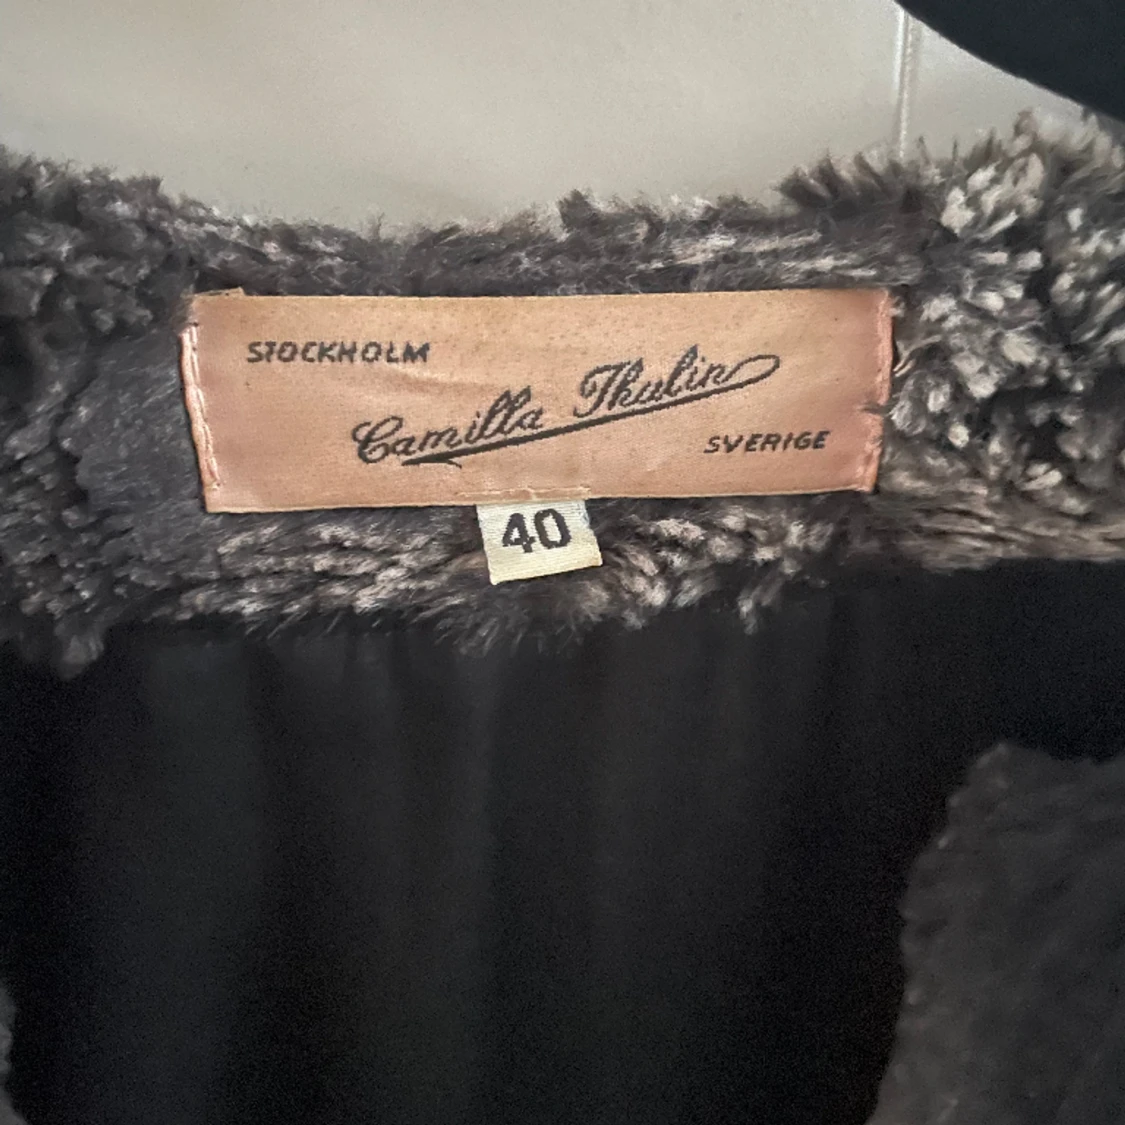 STOCKHOLM
Camilla Thulin
SVERIGE
40